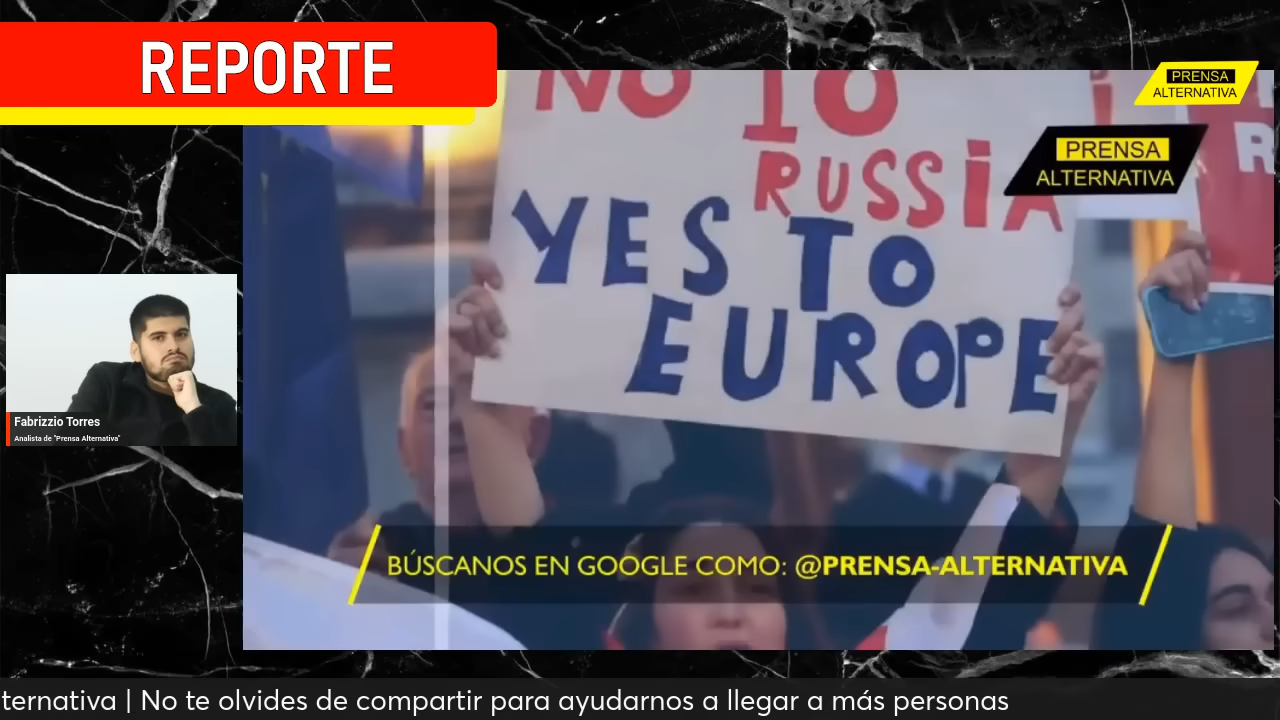 REPORTE
PRENSA
ALTERNATIVA
NO TO
RUSSIA
YES TO
EUROPE
PRENSA
ALTERNATIVA
R
Fabrizzio Torres
Analista de "Prensa Alternativa"
BÚSCANOS EN GOOGLE COMO: @PRENSA-ALTERNATIVA
ternativa | No te olvides de compartir para ayudarnos a llegar a más personas